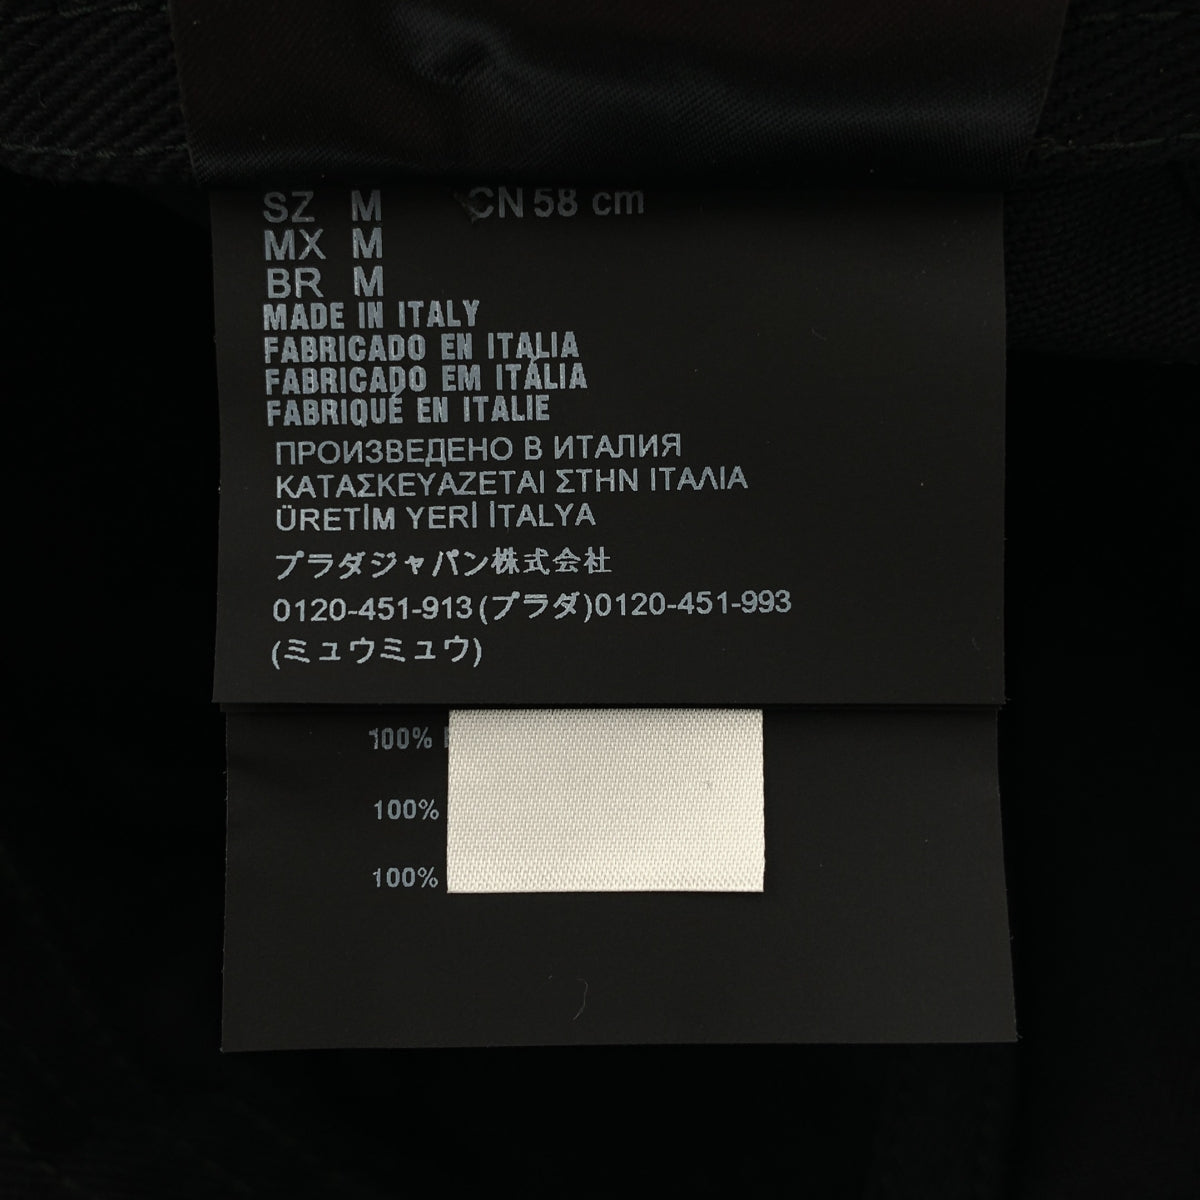 SZ M CN 58 cm
MX M
BR M
MADE IN ITALY
FABRICADO EN ITALIA
FABRICADO EM ITÁLIA
FABRIQUÉ EN ITALIE
ПРОИЗВЕДЕНО В ИТАЛИЯ
ΚΑΤΑΣΚΕΥΑΖΕΤΑΙ ΣΤΗΝ ΙΤΑΛΙΑ
ÜRETİM YERİ İTALYA
プラダジャパン株式会社
0120-451-913(プラダ)0120-451-993
(ミュウミュウ)
100%
100%
100%